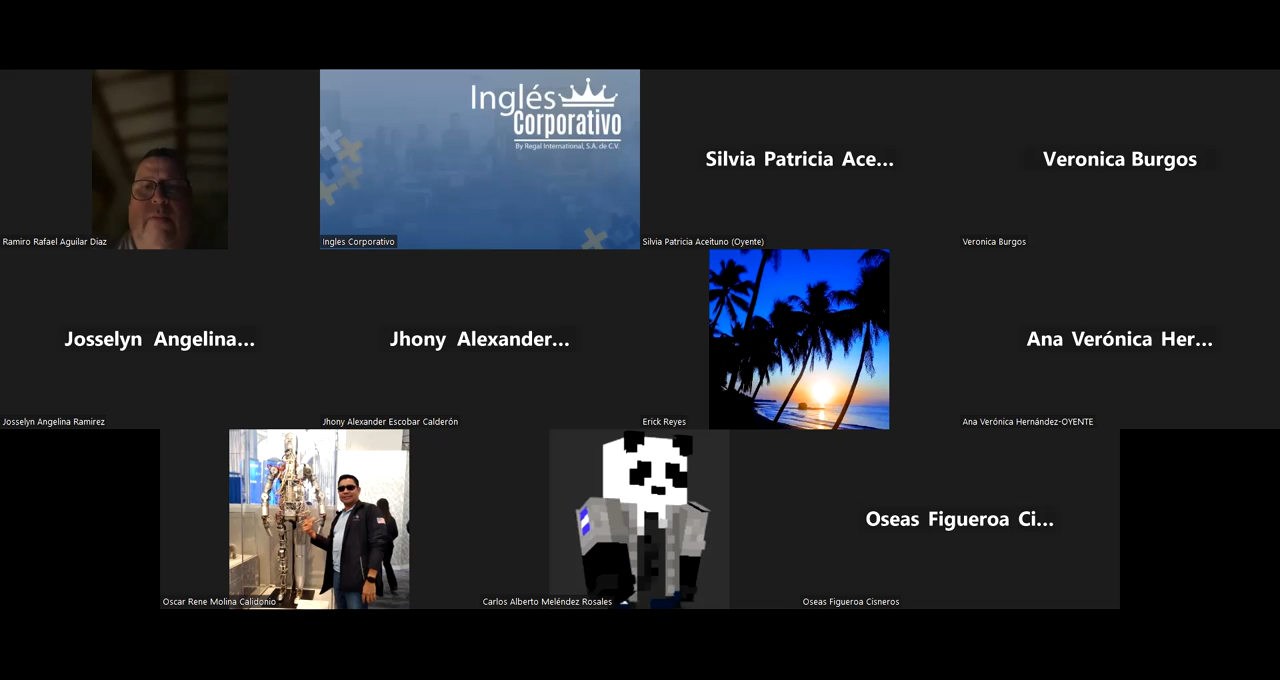 Inglés
Corporativo
By Regal International, S.A. de C.V.
Silvia Patricia Ace...
Veronica Burgos
Ramiro Rafael Aguilar Diaz
Ingles Corporativo
Silvia Patricia Aceituno (Oyente)
Veronica Burgos
Josselyn Angelina...
Jhony Alexander...
Ana Verónica Her...
Josselyn Angelina Ramirez
Jhony Alexander Escobar Calderón
Erick Reyes
Ana Verónica Hernández-OYENTE
Oseas Figueroa Ci...
Oscar Rene Molina Calidonio
Carlos Alberto Meléndez Rosales
Oseas Figueroa Cisneros